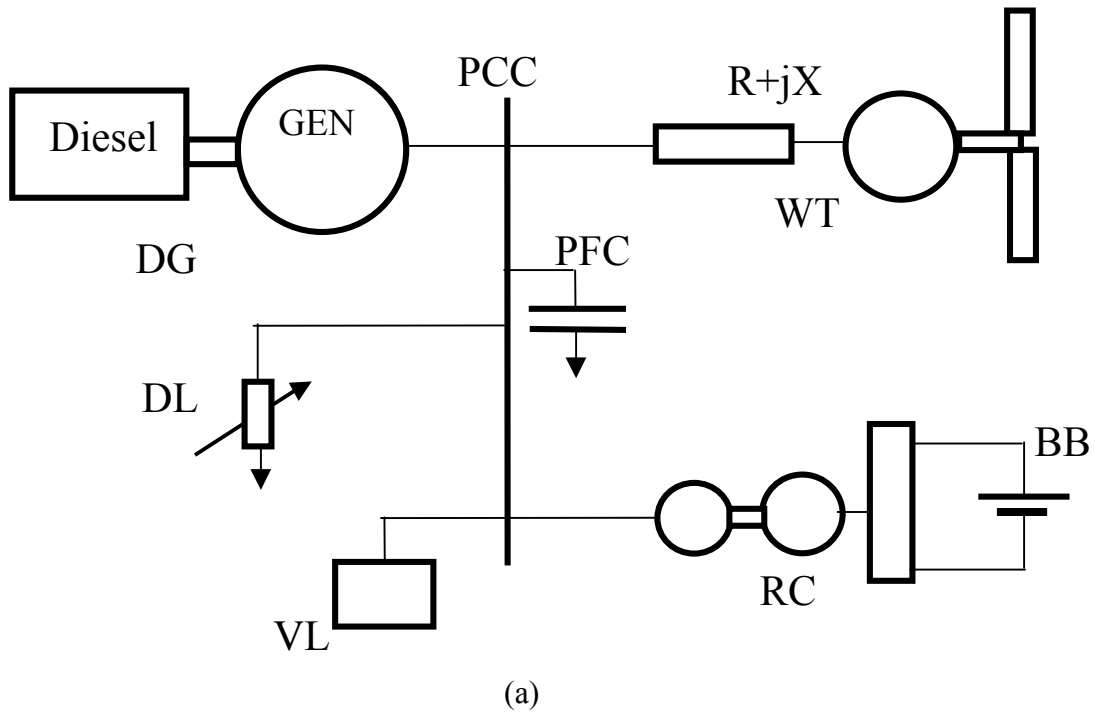 PCC
R+jX
Diesel
GEN
WT
DG
PFC
DL
BB
RC
VL
(a)